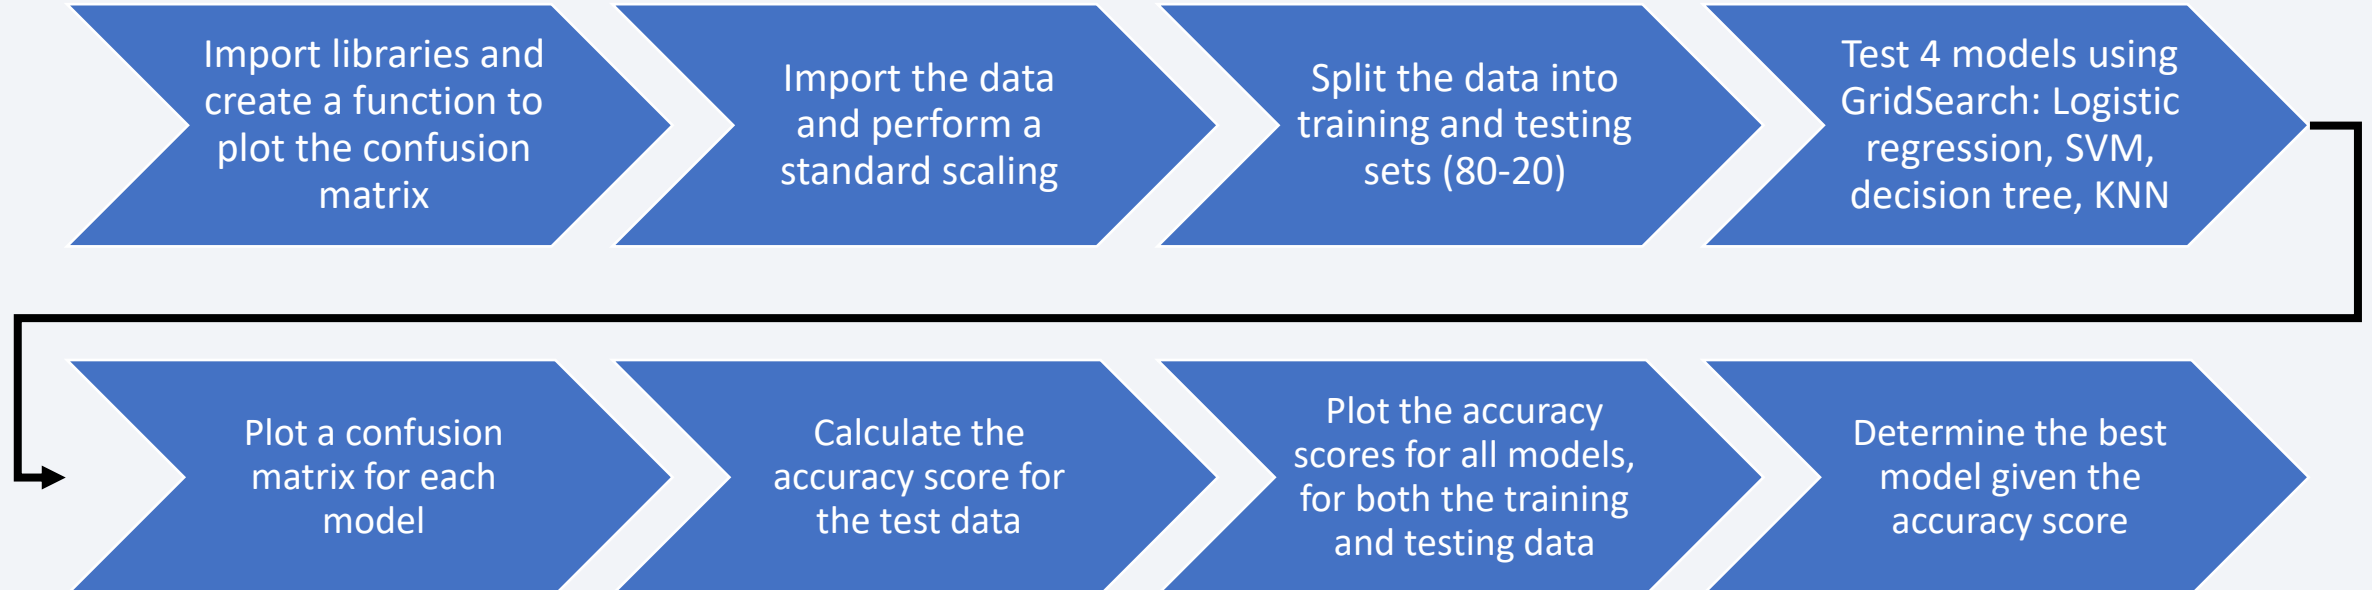 Import libraries and
create a function to
plot the confusion
matrix
Import the data
and perform a
standard scaling
Split the data into
training and testing
sets (80-20)
Test 4 models using
GridSearch: Logistic
regression, SVM,
decision tree, KNN
Plot a confusion
matrix for each
model
Calculate the
accuracy score for
the test data
Plot the accuracy
scores for all models,
for both the training
and testing data
Determine the best
model given the
accuracy score